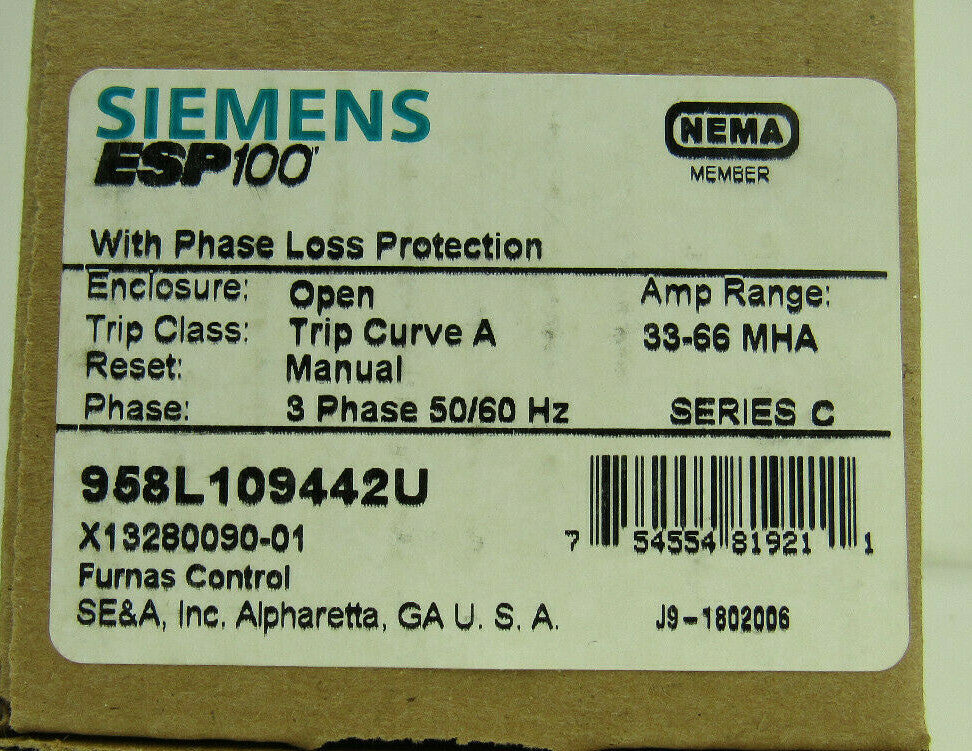 SIEMENS
NEMA
ESP100™
MEMBER
With Phase Loss Protection
Enclosure: Open Amp Range:
Trip Class: Trip Curve A 33-66 MHA
Reset: Manual
Phase: 3 Phase 50/60 Hz SERIES C
958L109442U
X13280090-01
7 54554 81921 1
Furnas Control
SE&A, Inc. Alpharetta, GA U. S. A. J9-1802006